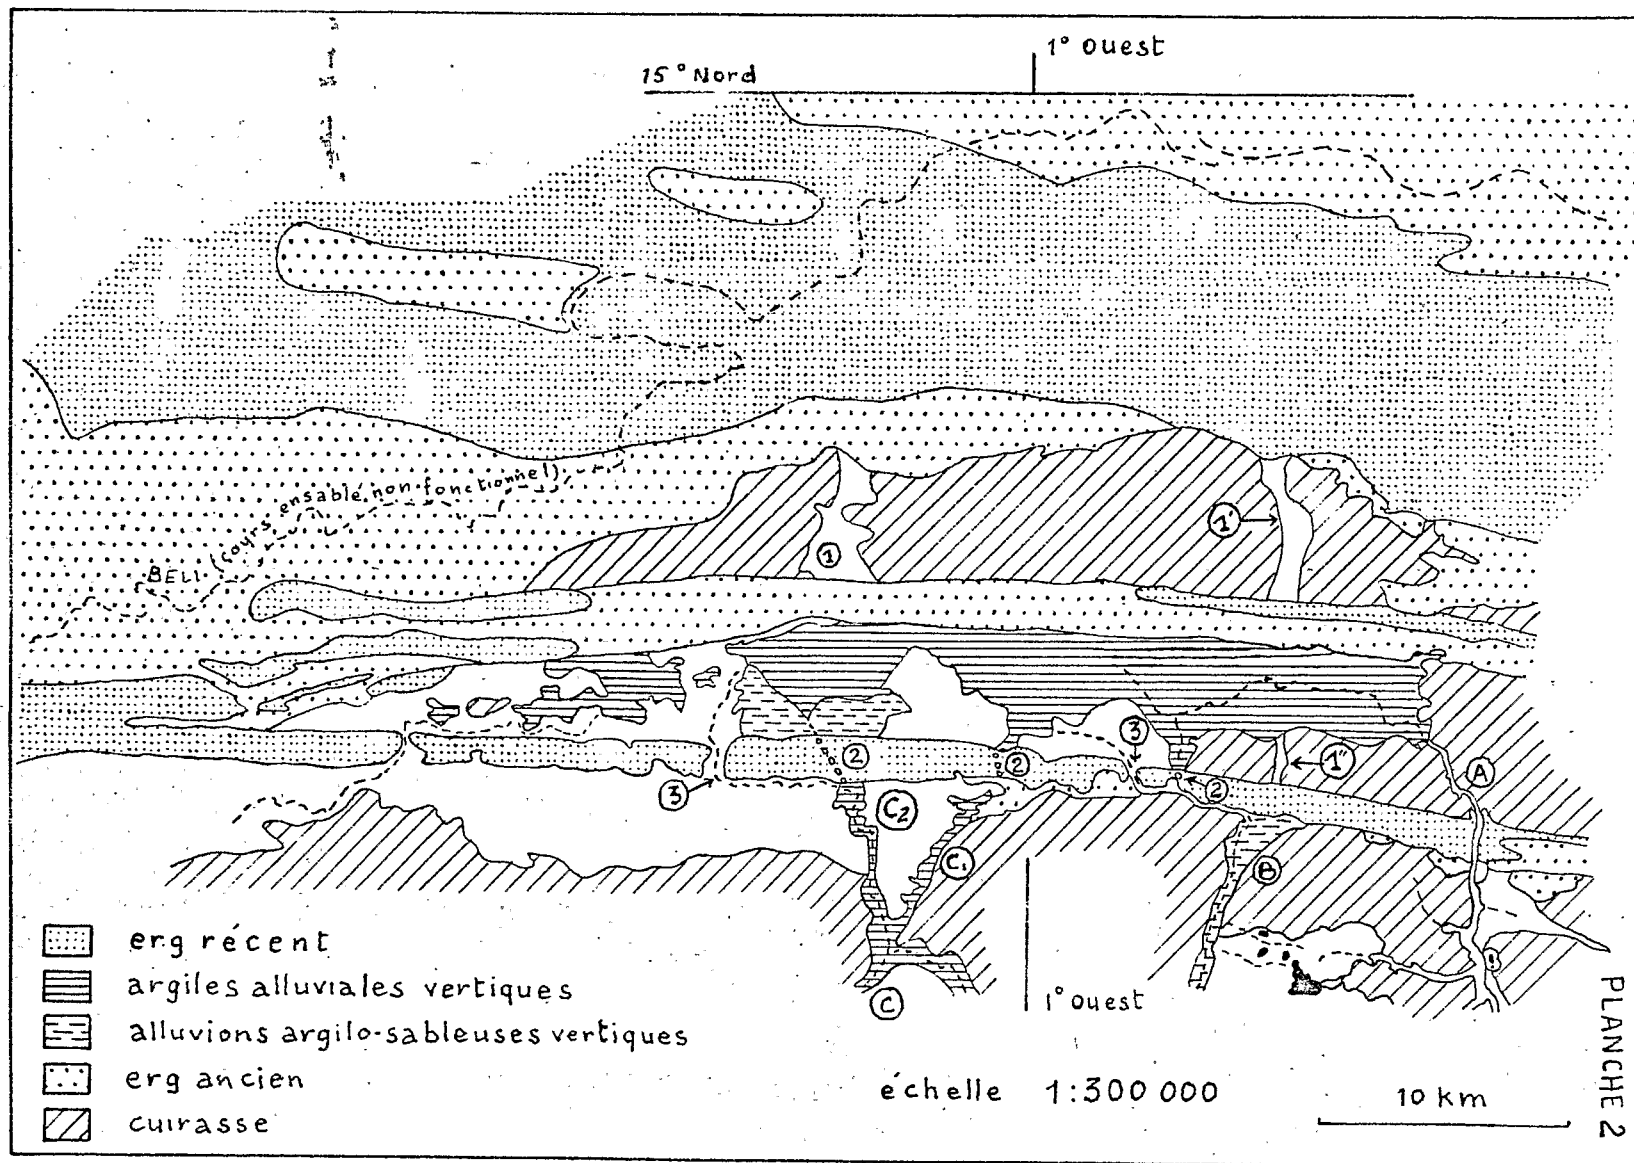 1° Ouest
15° Nord
1'
1
BELI (cours ensablé non-fonctionnel)
3
2
2
1"
A
3
2
C2
C1
B
1° Ouest
C
erg récent
argiles alluviales vertiques
alluvions argilo-sableuses vertiques
erg ancien
cuirasse
échelle 1:300 000
10 km
PLANCHE 2